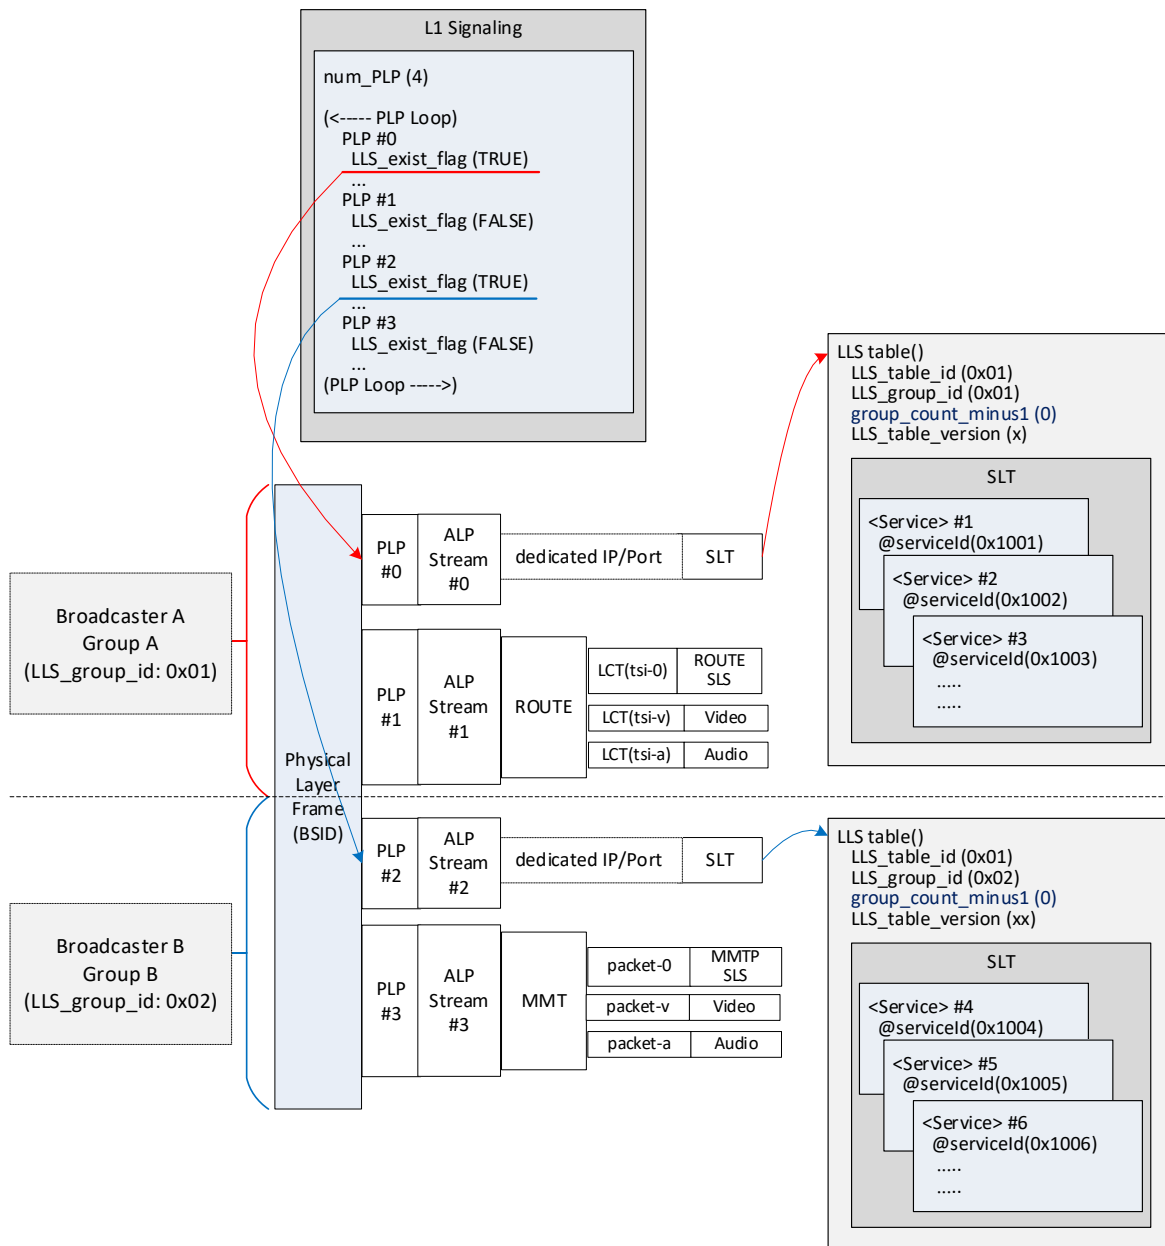 L1 Signaling
num_PLP (4)
(<----- PLP Loop)
PLP #0
LLS_exist_flag (TRUE)
...
PLP #1
LLS_exist_flag (FALSE)
...
PLP #2
LLS_exist_flag (TRUE)
...
PLP #3
LLS_exist_flag (FALSE)
...
(PLP Loop ----->)
LLS table()
LLS_table_id (0x01)
LLS_group_id (0x01)
group_count_minus1 (0)
LLS_table_version (x)
SLT
<Service> #1
@serviceId(0x1001)
<Service> #2
@serviceId(0x1002)
<Service> #3
@serviceId(0x1003)
.....
.....
Broadcaster A
Group A
(LLS_group_id: 0x01)
Physical
Layer
Frame
(BSID)
PLP
#0
ALP
Stream
#0
dedicated IP/Port
SLT
PLP
#1
ALP
Stream
#1
ROUTE
LCT(tsi-0)
ROUTE
SLS
LCT(tsi-v)
Video
LCT(tsi-a)
Audio
Broadcaster B
Group B
(LLS_group_id: 0x02)
PLP
#2
ALP
Stream
#2
dedicated IP/Port
SLT
PLP
#3
ALP
Stream
#3
MMT
packet-0
MMTP
SLS
packet-v
Video
packet-a
Audio
LLS table()
LLS_table_id (0x01)
LLS_group_id (0x02)
group_count_minus1 (0)
LLS_table_version (xx)
SLT
<Service> #4
@serviceId(0x1004)
<Service> #5
@serviceId(0x1005)
<Service> #6
@serviceId(0x1006)
.....
.....